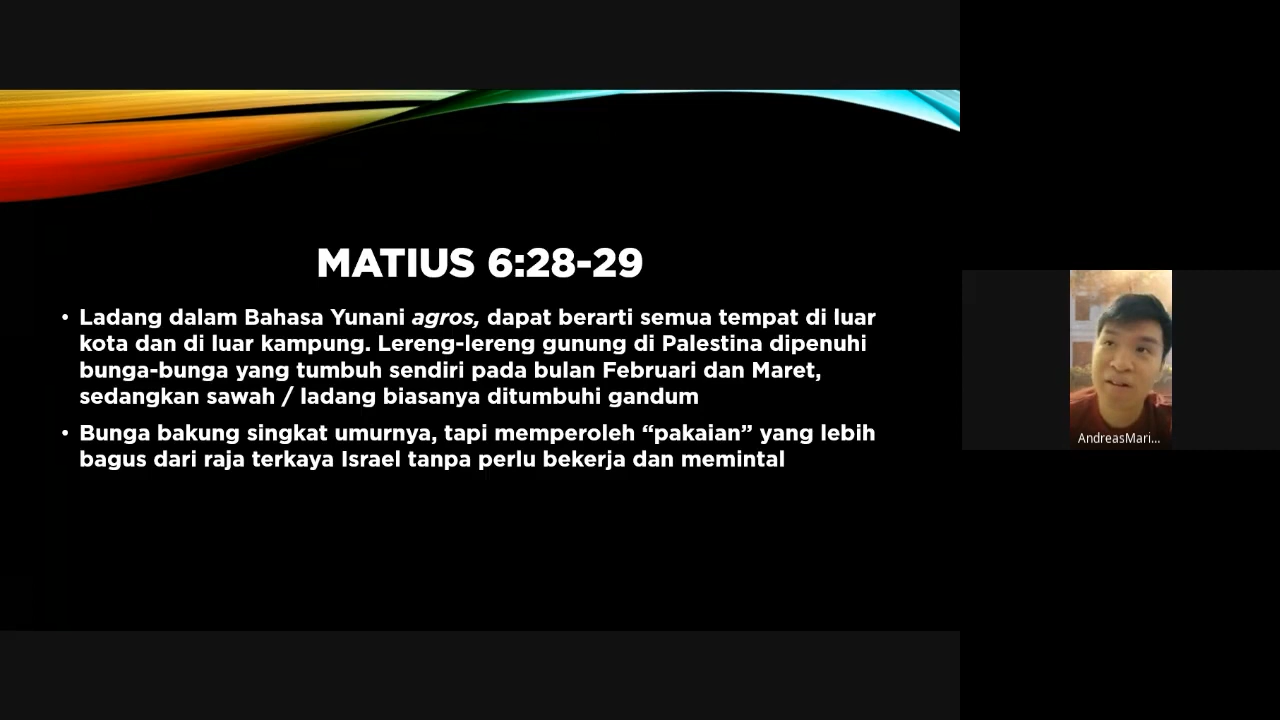 MATIUS 6:28-29
• Ladang dalam Bahasa Yunani agros, dapat berarti semua tempat di luar
kota dan di luar kampung. Lereng-lereng gunung di Palestina dipenuhi
bunga-bunga yang tumbuh sendiri pada bulan Februari dan Maret,
sedangkan sawah / ladang biasanya ditumbuhi gandum
• Bunga bakung singkat umurnya, tapi memperoleh “pakaian” yang lebih
bagus dari raja terkaya Israel tanpa perlu bekerja dan memintal
AndreasMari...